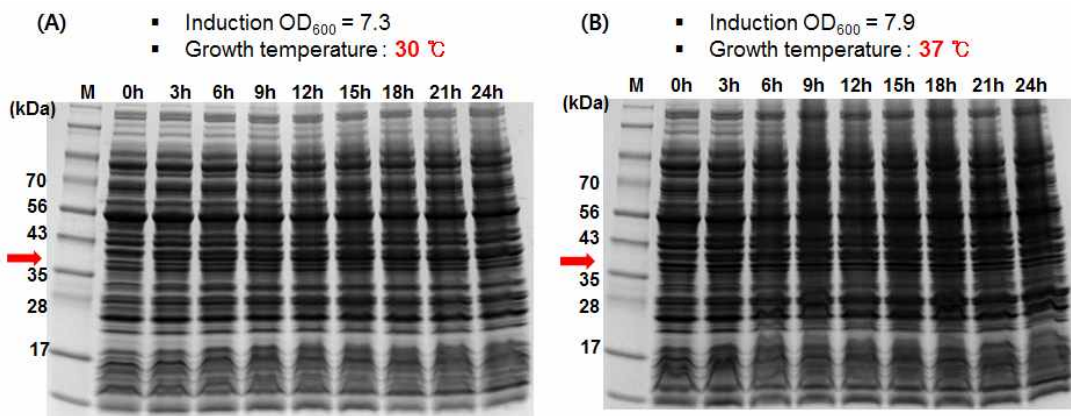 (A)
▪ Induction OD600 = 7.3
▪ Growth temperature : 30 ℃
M 0h 3h 6h 9h 12h 15h 18h 21h 24h
(kDa)
70
56
43
35
28
17
(B)
▪ Induction OD600 = 7.9
▪ Growth temperature : 37 ℃
M 0h 3h 6h 9h 12h 15h 18h 21h 24h
(kDa)
70
56
43
35
28
17